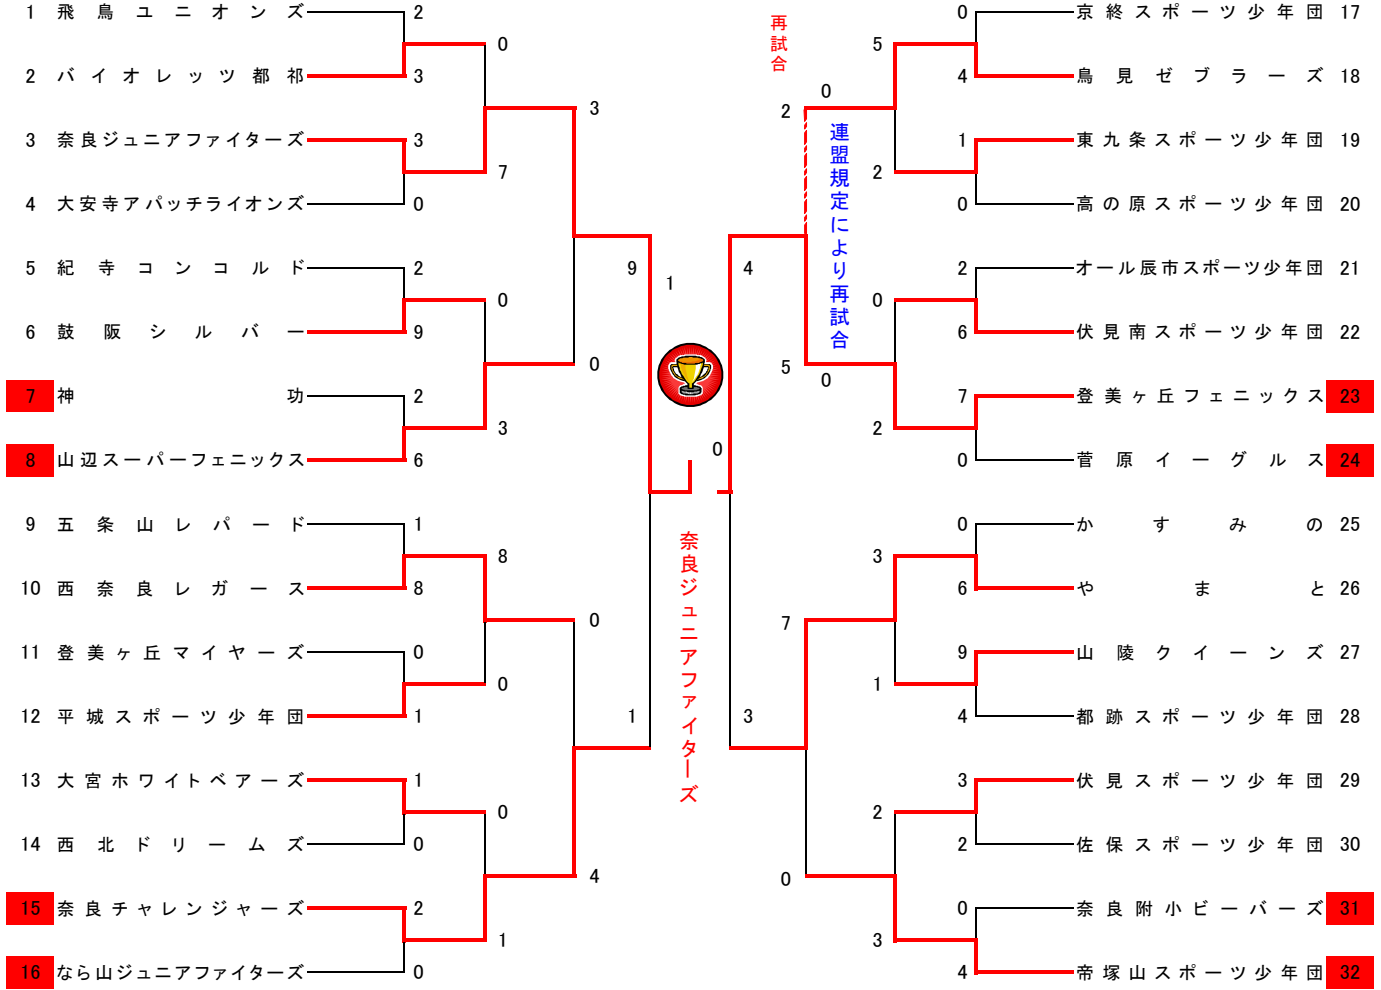 1 飛鳥ユニオンズ 2
0
2 バイオレッツ都祁 3
3
3 奈良ジュニアファイターズ 3
7
4 大安寺アパッチライオンズ 0
9
5 紀寺コンコルド 2
0
6 鼓阪シルバー 9
0
7 神功 2
3
8 山辺スーパーフェニックス 6
1
9 五条山レパード 1
8
10 西奈良レガース 8
0
11 登美ヶ丘マイヤーズ 0
0
12 平城スポーツ少年団 1
1
13 大宮ホワイトベアーズ 1
0
14 西北ドリームズ 0
4
15 奈良チャレンジャーズ 2
1
16 なら山ジュニアファイターズ 0
再試合
連盟規定により再試合
奈良ジュニアファイターズ
0 京終スポーツ少年団 17
5
4 鳥見ゼブラーズ 18
0
2
1 東九条スポーツ少年団 19
2
0 高の原スポーツ少年団 20
4
2 オール辰市スポーツ少年団 21
0
6 伏見南スポーツ少年団 22
5
0
7 登美ヶ丘フェニックス 23
2
0 菅原イーグルス 24
0
0 かすみの 25
3
6 やまと 26
7
9 山陵クイーンズ 27
1
4 都跡スポーツ少年団 28
3
3 伏見スポーツ少年団 29
2
2 佐保スポーツ少年団 30
0
0 奈良附小ビーバーズ 31
3
4 帝塚山スポーツ少年団 32